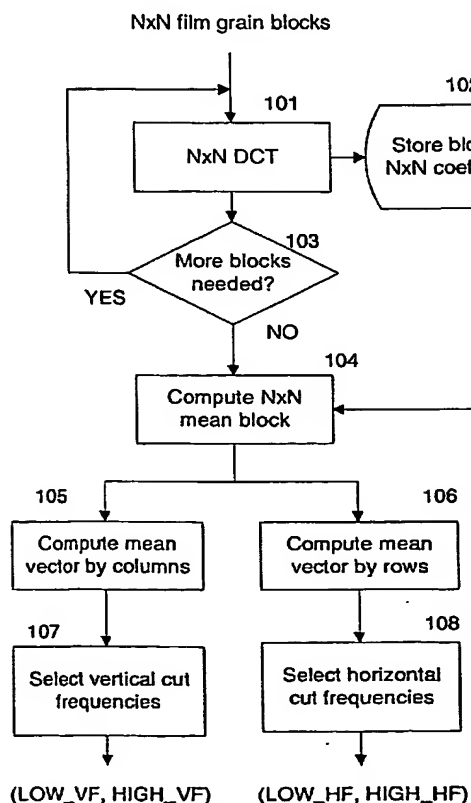 NxN film grain blocks
101
102
NxN DCT
Store
NxN
103
More blocks
needed?
YES
NO
104
Compute NxN
mean block
105
106
Compute mean
vector by columns
Compute mean
vector by rows
107
108
Select vertical cut
frequencies
Select horizontal
cut frequencies
(LOW_VF, HIGH_VF)
(LOW_HF, HIGH_HF)